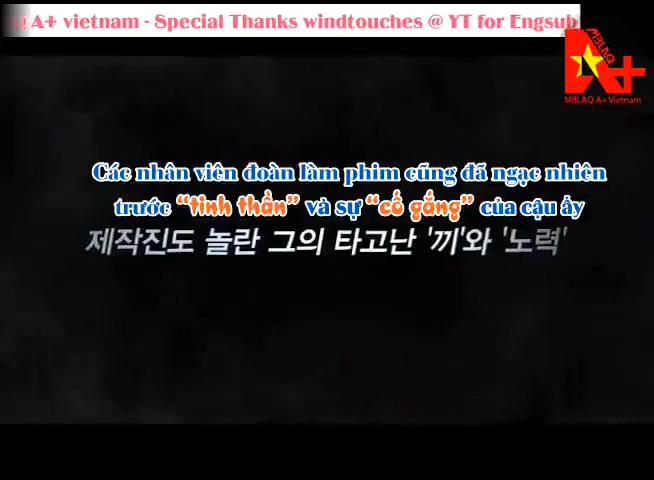 A+ vietnam - Special Thanks windtouches @ YT for Engsub
MBLAQ
A+
MBLAQ A+ Vietnam
Các nhân viên đoàn làm phim cũng đã ngạc nhiên
trước “tinh thần” và sự “cố gắng” của cậu ấy
제작진도 놀란 그의 타고난 '끼'와 '노력'